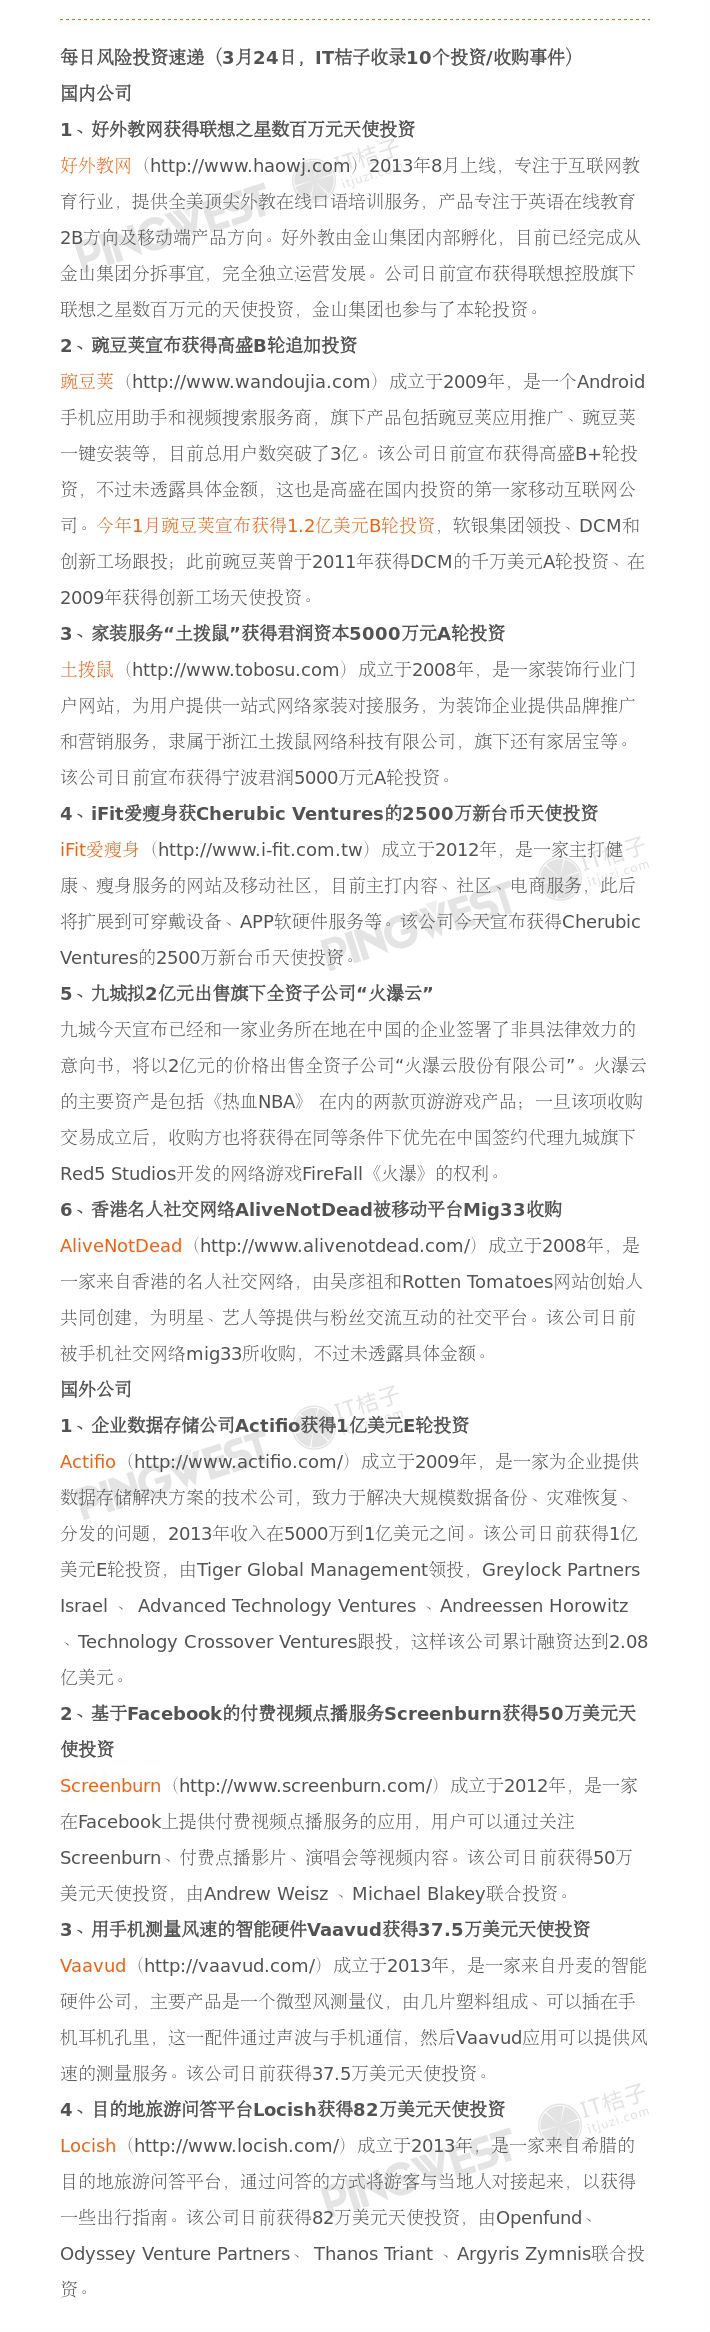 每日风险投资速递（3月24日，IT桔子收录10个投资/收购事件）
国内公司
1、好外教网获得联想之星数百万元天使投资
好外教网（http://www.haowj.com）2013年8月上线，专注于互联网教
育行业，提供全美顶尖外教在线口语培训服务，产品专注于英语在线教育
2B方向及移动端产品方向。好外教由金山集团内部孵化，目前已经完成从
金山集团分拆事宜，完全独立运营发展。公司日前宣布获得联想控股旗下
联想之星数百万元的天使投资，金山集团也参与了本轮投资。
2、豌豆荚宣布获得高盛B轮追加投资
豌豆荚（http://www.wandoujia.com）成立于2009年，是一个Android
手机应用助手和视频搜索服务商，旗下产品包括豌豆荚应用推广、豌豆荚
一键安装等，目前总用户数突破了3亿。该公司日前宣布获得高盛B+轮投
资，不过未透露具体金额，这也是高盛在国内投资的第一家移动互联网公
司。今年1月豌豆荚宣布获得1.2亿美元B轮投资，软银集团领投、DCM和
创新工场跟投；此前豌豆荚曾于2011年获得DCM的千万美元A轮投资、在
2009年获得创新工场天使投资。
3、家装服务“土拨鼠”获得君润资本5000万元A轮投资
土拨鼠（http://www.tobosu.com）成立于2008年，是一家装饰行业门
户网站，为用户提供一站式网络家装对接服务，为装饰企业提供品牌推广
和营销服务，隶属于浙江土拨鼠网络科技有限公司，旗下还有家居宝等。
该公司日前宣布获得宁波君润5000万元A轮投资。
4、iFit爱瘦身获Cherubic Ventures的2500万新台币天使投资
iFit爱瘦身（http://www.i-fit.com.tw）成立于2012年，是一家主打健
康、瘦身服务的网站及移动社区，目前主打内容、社区、电商服务，此后
将扩展到可穿戴设备、APP软硬件服务等。该公司今天宣布获得Cherubic
Ventures的2500万新台币天使投资。
5、九城拟2亿元出售旗下全资子公司“火瀑云”
九城今天宣布已经和一家业务所在地在中国的企业签署了非具法律效力的
意向书，将以2亿元的价格出售全资子公司“火瀑云股份有限公司”。火瀑云
的主要资产是包括《热血NBA》 在内的两款页游游戏产品；一旦该项收购
交易成立后，收购方也将获得在同等条件下优先在中国签约代理九城旗下
Red5 Studios开发的网络游戏FireFall《火瀑》的权利。
6、香港名人社交网络AliveNotDead被移动平台Mig33收购
AliveNotDead（http://www.alivenotdead.com/）成立于2008年，是
一家来自香港的名人社交网络，由吴彦祖和Rotten Tomatoes网站创始人
共同创建，为明星、艺人等提供与粉丝交流互动的社交平台。该公司日前
被手机社交网络mig33所收购，不过未透露具体金额。
国外公司
1、企业数据存储公司Actifio获得1亿美元E轮投资
Actifio（http://www.actifio.com/）成立于2009年，是一家为企业提供
数据存储解决方案的技术公司，致力于解决大规模数据备份、灾难恢复、
分发的问题，2013年收入在5000万到1亿美元之间。该公司日前获得1亿
美元E轮投资，由Tiger Global Management领投，Greylock Partners
Israel 、 Advanced Technology Ventures 、Andreessen Horowitz
、Technology Crossover Ventures跟投，这样该公司累计融资达到2.08
亿美元。
2、基于Facebook的付费视频点播服务Screenburn获得50万美元天
使投资
Screenburn（http://www.screenburn.com/）成立于2012年，是一家
在Facebook上提供付费视频点播服务的应用，用户可以通过关注
Screenburn、付费点播影片、演唱会等视频内容。该公司日前获得50万
美元天使投资，由Andrew Weisz 、Michael Blakey联合投资。
3、用手机测量风速的智能硬件Vaavud获得37.5万美元天使投资
Vaavud（http://vaavud.com/）成立于2013年，是一家来自丹麦的智能
硬件公司，主要产品是一个微型风测量仪，由几片塑料组成、可以插在手
机耳机孔里，这一配件通过声波与手机通信，然后Vaavud应用可以提供风
速的测量服务。该公司日前获得37.5万美元天使投资。
4、目的地旅游问答平台Locish获得82万美元天使投资
Locish（http://www.locish.com/）成立于2013年，是一家来自希腊的
目的地旅游问答平台，通过问答的方式将游客与当地人对接起来，以获得
一些出行指南。该公司日前获得82万美元天使投资，由Openfund、
Odyssey Venture Partners、 Thanos Triant 、Argyris Zymnis联合投
资。
PINGWEST
IT桔子
itjuzi.com
PINGWEST
IT桔子
itjuzi.com
PINGWEST
IT桔子
PINGWEST
IT桔子
itjuzi.com